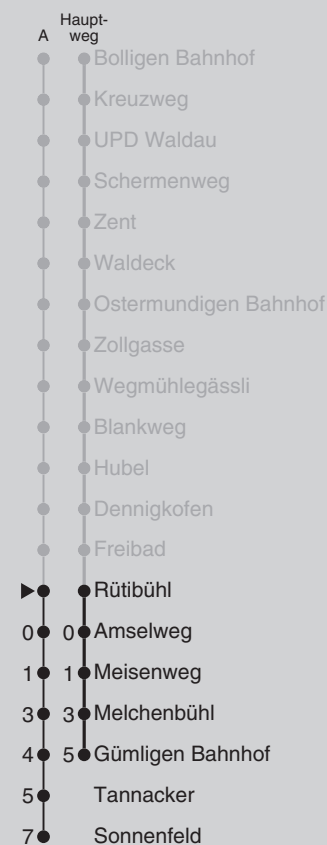 A Haupt-
weg
Bolligen Bahnhof
Kreuzweg
UPD Waldau
Schermenweg
Zent
Waldeck
Ostermundigen Bahnhof
Zollgasse
Wegmühlegässli
Blankweg
Hubel
Dennigkofen
Freibad
Rütibühl
0 0 Amselweg
1 1 Meisenweg
3 3 Melchenbühl
4 5 Gümligen Bahnhof
5 Tannacker
7 Sonnenfeld